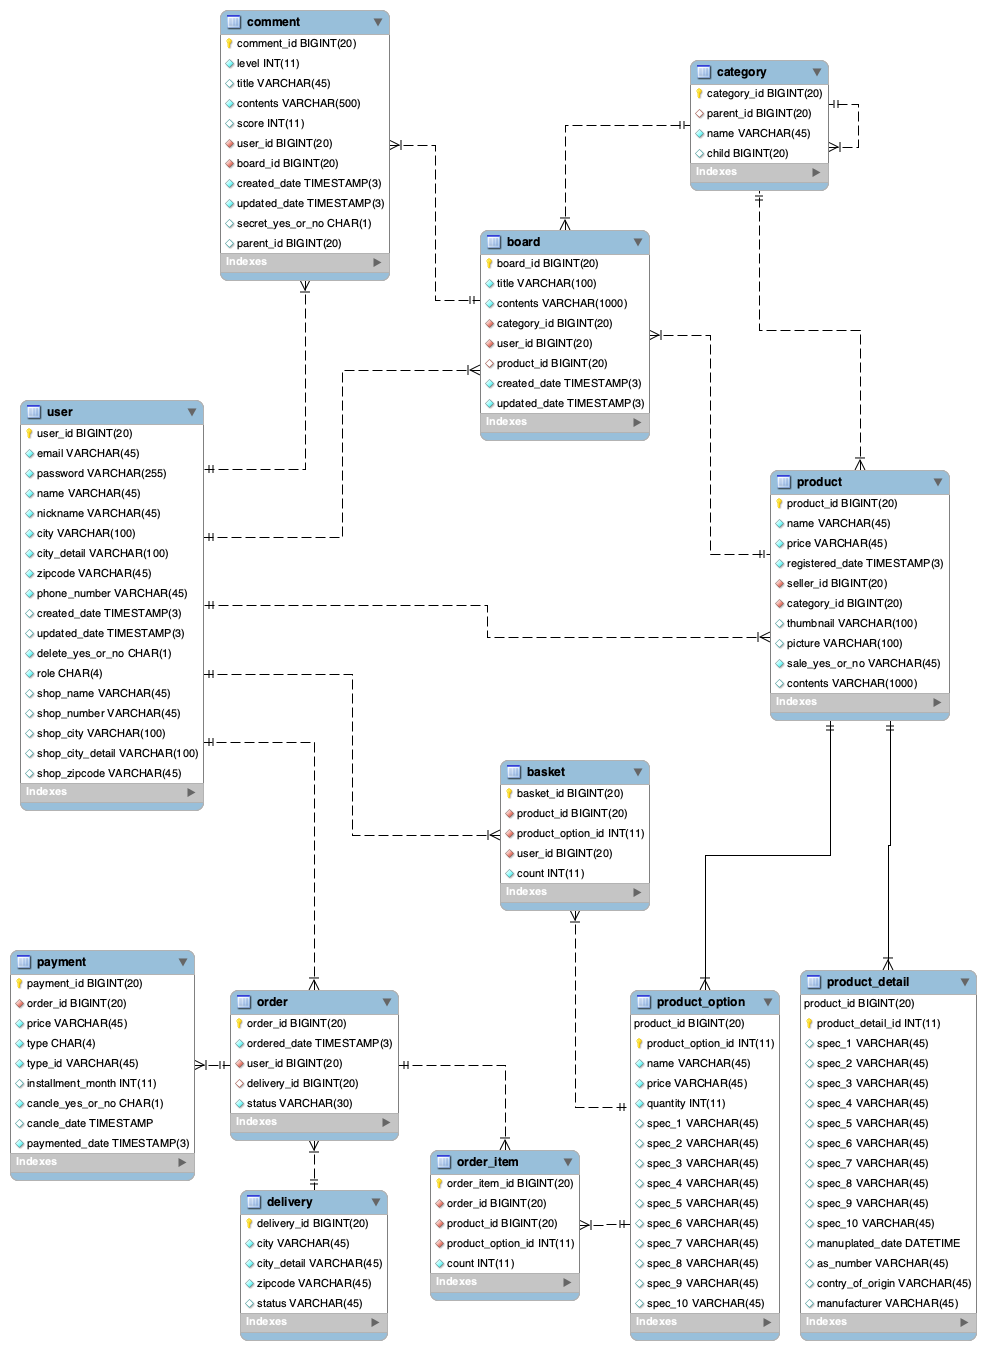 comment
comment_id BIGINT(20)
level INT(11)
title VARCHAR(45)
contents VARCHAR(500)
score INT(11)
user_id BIGINT(20)
board_id BIGINT(20)
created_date TIMESTAMP(3)
updated_date TIMESTAMP(3)
secret_yes_or_no CHAR(1)
parent_id BIGINT(20)
Indexes
category
category_id BIGINT(20)
parent_id BIGINT(20)
name VARCHAR(45)
child BIGINT(20)
Indexes
board
board_id BIGINT(20)
title VARCHAR(100)
contents VARCHAR(1000)
category_id BIGINT(20)
user_id BIGINT(20)
product_id BIGINT(20)
created_date TIMESTAMP(3)
updated_date TIMESTAMP(3)
Indexes
user
user_id BIGINT(20)
email VARCHAR(45)
password VARCHAR(255)
name VARCHAR(45)
nickname VARCHAR(45)
city VARCHAR(100)
city_detail VARCHAR(100)
zipcode VARCHAR(45)
phone_number VARCHAR(45)
created_date TIMESTAMP(3)
updated_date TIMESTAMP(3)
delete_yes_or_no CHAR(1)
role CHAR(4)
shop_name VARCHAR(45)
shop_number VARCHAR(45)
shop_city VARCHAR(100)
shop_city_detail VARCHAR(100)
shop_zipcode VARCHAR(45)
Indexes
product
product_id BIGINT(20)
name VARCHAR(45)
price VARCHAR(45)
registered_date TIMESTAMP(3)
seller_id BIGINT(20)
category_id BIGINT(20)
thumbnail VARCHAR(100)
picture VARCHAR(100)
sale_yes_or_no VARCHAR(45)
contents VARCHAR(1000)
Indexes
basket
basket_id BIGINT(20)
product_id BIGINT(20)
product_option_id INT(11)
user_id BIGINT(20)
count INT(11)
Indexes
payment
payment_id BIGINT(20)
order_id BIGINT(20)
price VARCHAR(45)
type CHAR(4)
type_id VARCHAR(45)
installment_month INT(11)
cancle_yes_or_no CHAR(1)
cancle_date TIMESTAMP
paymented_date TIMESTAMP(3)
Indexes
order
order_id BIGINT(20)
ordered_date TIMESTAMP(3)
user_id BIGINT(20)
delivery_id BIGINT(20)
status VARCHAR(30)
Indexes
product_option
product_id BIGINT(20)
product_option_id INT(11)
name VARCHAR(45)
price VARCHAR(45)
quantity INT(11)
spec_1 VARCHAR(45)
spec_2 VARCHAR(45)
spec_3 VARCHAR(45)
spec_4 VARCHAR(45)
spec_5 VARCHAR(45)
spec_6 VARCHAR(45)
spec_7 VARCHAR(45)
spec_8 VARCHAR(45)
spec_9 VARCHAR(45)
spec_10 VARCHAR(45)
Indexes
product_detail
product_id BIGINT(20)
product_detail_id INT(11)
spec_1 VARCHAR(45)
spec_2 VARCHAR(45)
spec_3 VARCHAR(45)
spec_4 VARCHAR(45)
spec_5 VARCHAR(45)
spec_6 VARCHAR(45)
spec_7 VARCHAR(45)
spec_8 VARCHAR(45)
spec_9 VARCHAR(45)
spec_10 VARCHAR(45)
manuplated_date DATETIME
as_number VARCHAR(45)
contry_of_origin VARCHAR(45)
manufacturer VARCHAR(45)
Indexes
order_item
order_item_id BIGINT(20)
order_id BIGINT(20)
product_id BIGINT(20)
product_option_id INT(11)
count INT(11)
Indexes
delivery
delivery_id BIGINT(20)
city VARCHAR(45)
city_detail VARCHAR(45)
zipcode VARCHAR(45)
status VARCHAR(45)
Indexes